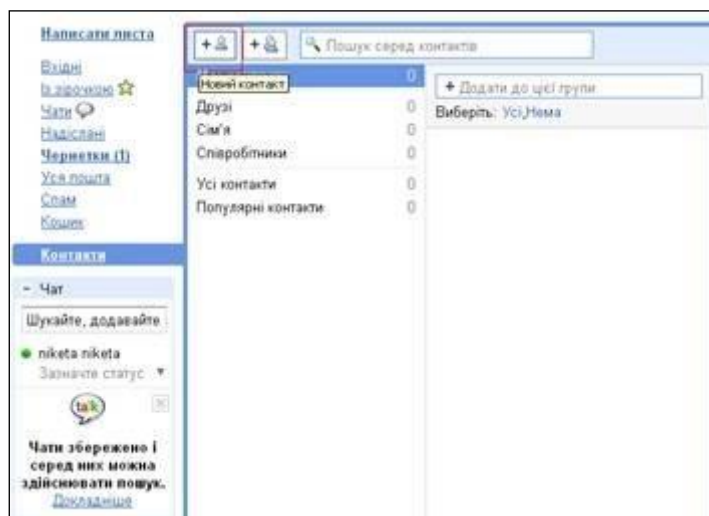 Написати листа
Вхідні
Із зірочкою
Чати
Надіслані
Чернетки (1)
Уся пошта
Спам
Кошик
Контакти
− Чат
Шукайте, додавайте
niketa niketa
Зазначте статус
talk
Чати збережено і
серед них можна
здійснювати пошук.
Докладніше
+ +
Пошук серед контактів
0
Новий контакт
Друзі 0
Сім'я 0
Співробітники 0
Усі контакти 0
Популярні контакти 0
+ Додати до цієї групи
Виберіть: Усі,Нема